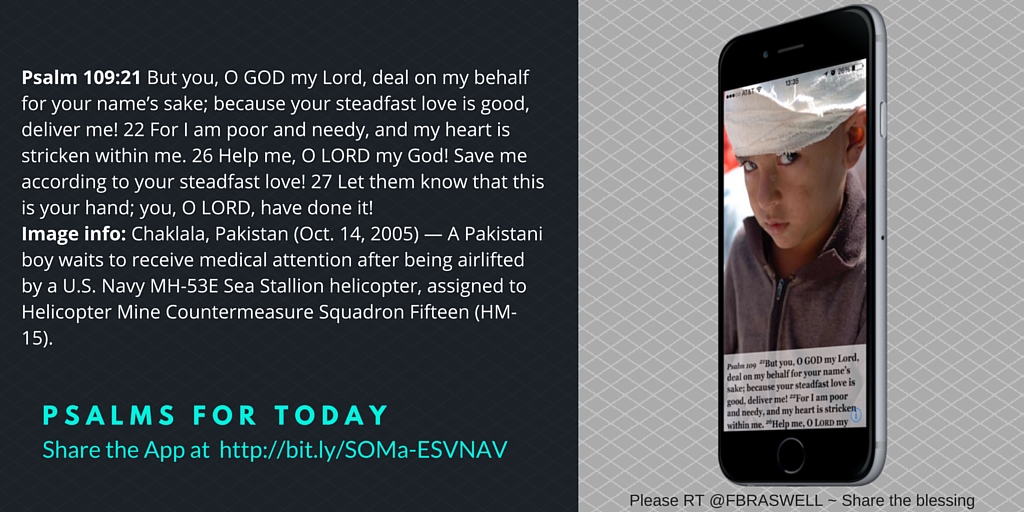 Psalm 109:21 But you, O GOD my Lord, deal on my behalf
for your name’s sake; because your steadfast love is good,
deliver me! 22 For I am poor and needy, and my heart is
stricken within me. 26 Help me, O LORD my God! Save me
according to your steadfast love! 27 Let them know that this
is your hand; you, O LORD, have done it!
Image info: Chaklala, Pakistan (Oct. 14, 2005) — A Pakistani
boy waits to receive medical attention after being airlifted
by a U.S. Navy MH-53E Sea Stallion helicopter, assigned to
Helicopter Mine Countermeasure Squadron Fifteen (HM-
15).
PSALMS FOR TODAY
Share the App at http://bit.ly/SOMa-ESVNAV
AT&T 13:35 26%
Psalm 109 21But you, O GOD my Lord,
deal on my behalf for your name’s
sake; because your steadfast love is
good, deliver me! 22For I am poor
and needy, and my heart is stricken
within me. 26Help me, O LORD my
Please RT @FBRASWELL ~ Share the blessing